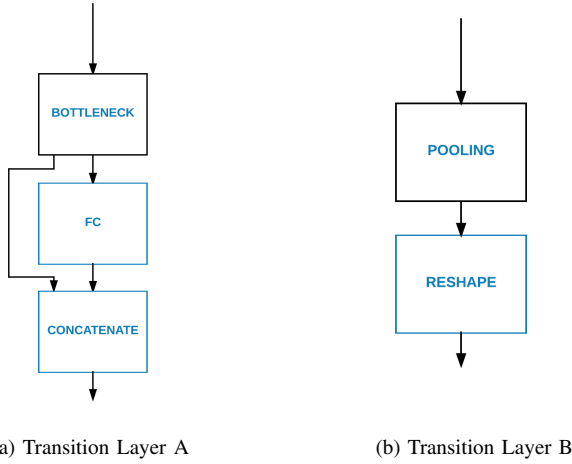 BOTTLENECK
FC
CONCATENATE
a) Transition Layer A
POOLING
RESHAPE
(b) Transition Layer B